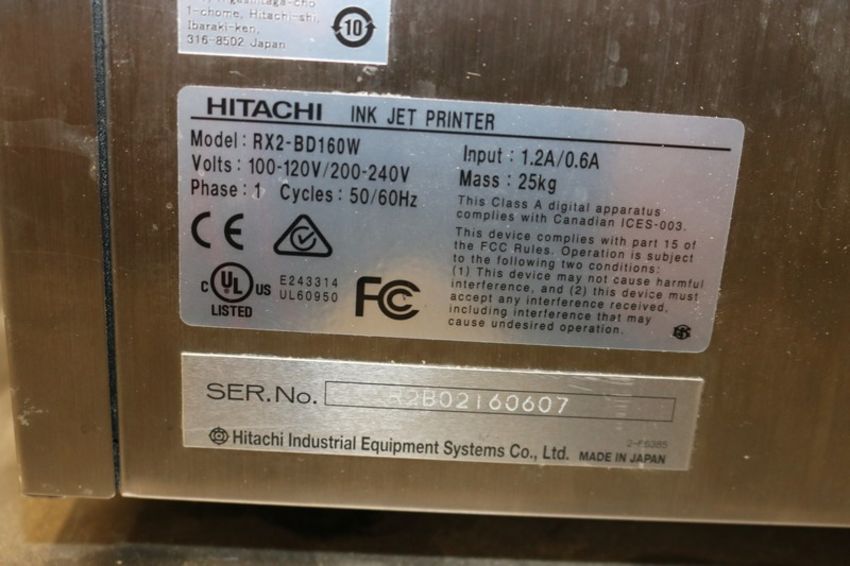 1-chome, Hitachi-shi,
Ibaraki-ken,
316-8502 Japan
10
HITACHI INK JET PRINTER
Model : RX2-BD160W
Volts : 100-120V/200-240V
Phase : 1 Cycles : 50/60Hz
Input : 1.2A/0.6A
Mass : 25kg
This Class A digital apparatus
complies with Canadian ICES-003.
This device complies with part 15 of
the FCC Rules. Operation is subject
to the following two conditions:
(1) This device may not cause harmful
interference, and (2) this device must
accept any interference received,
including interference that may
cause undesired operation.
CE
C UL US
LISTED
E243314
UL60950
FC
SER.No. R2B02160607
2-F6385
Hitachi Industrial Equipment Systems Co., Ltd. MADE IN JAPAN